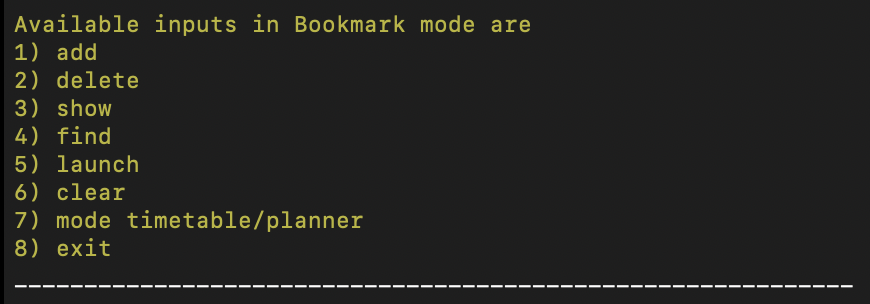 Available inputs in Bookmark mode are
1) add
2) delete
3) show
4) find
5) launch
6) clear
7) mode timetable/planner
8) exit
____________________________________________________________